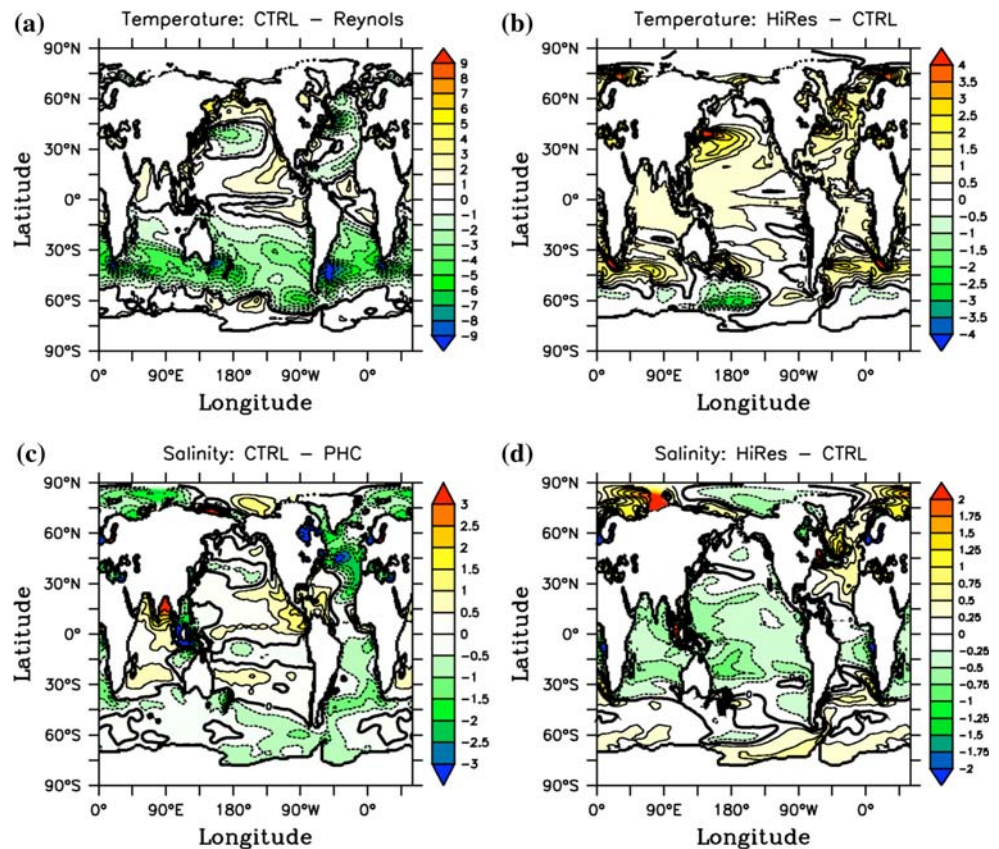 (a)
Temperature: CTRL – Reynols
90°N
60°N
30°N
0°
30°S
60°S
90°S
Latitude
0°
90°E
180°
90°W
0°
Longitude
9
8
7
6
5
4
3
2
1
0
-1
-2
-3
-4
-5
-6
-7
-8
-9
(b)
Temperature: HiRes – CTRL
90°N
60°N
30°N
0°
30°S
60°S
90°S
Latitude
0°
90°E
180°
90°W
0°
Longitude
4
3.5
3
2.5
2
1.5
1
0.5
0
-0.5
-1
-1.5
-2
-2.5
-3
-3.5
-4
(c)
Salinity: CTRL – PHC
90°N
60°N
30°N
0°
30°S
60°S
90°S
Latitude
0
0°
90°E
180°
90°W
0°
Longitude
3
2.5
2
1.5
1
0.5
0
-0.5
-1
-1.5
-2
-2.5
-3
(d)
Salinity: HiRes – CTRL
90°N
60°N
30°N
0°
30°S
60°S
90°S
Latitude
0°
90°E
180°
90°W
0°
Longitude
2
1.75
1.5
1.25
1
0.75
0.5
0.25
0
-0.25
-0.5
-0.75
-1
-1.25
-1.5
-1.75
-2